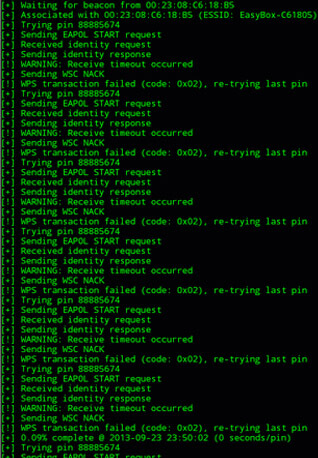 [+] Waiting for beacon from 00:23:08:C6:18:B5
[+] Associated with 00:23:08:C6:18:B5 (ESSID: EasyBox-C61805)
[+] Trying pin 88885674
[+] Sending EAPOL START request
[+] Received identity request
[+] Sending identity response
[!] WARNING: Receive timeout occurred
[+] Sending WSC NACK
[!] WPS transaction failed (code: 0x02), re-trying last pin
[+] Trying pin 88885674
[+] Sending EAPOL START request
[+] Received identity request
[+] Sending identity response
[!] WARNING: Receive timeout occurred
[+] Sending WSC NACK
[!] WPS transaction failed (code: 0x02), re-trying last pin
[+] Trying pin 88885674
[+] Sending EAPOL START request
[+] Received identity request
[+] Sending identity response
[!] WARNING: Receive timeout occurred
[+] Sending WSC NACK
[!] WPS transaction failed (code: 0x02), re-trying last pin
[+] Trying pin 88885674
[+] Sending EAPOL START request
[+] Received identity request
[+] Sending identity response
[!] WARNING: Receive timeout occurred
[+] Sending WSC NACK
[!] WPS transaction failed (code: 0x02), re-trying last pin
[+] Trying pin 88885674
[+] Sending EAPOL START request
[+] Received identity request
[+] Sending identity response
[!] WARNING: Receive timeout occurred
[+] Sending WSC NACK
[!] WPS transaction failed (code: 0x02), re-trying last pin
[+] Trying pin 88885674
[+] Sending EAPOL START request
[+] Received identity request
[+] Sending identity response
[!] WARNING: Receive timeout occurred
[+] Sending WSC NACK
[!] WPS transaction failed (code: 0x02), re-trying last pin
[+] 0.09% complete @ 2013-09-23 23:50:02 (0 seconds/pin)
[+] Trying pin 88885674
[+] Sending EAPOL START request